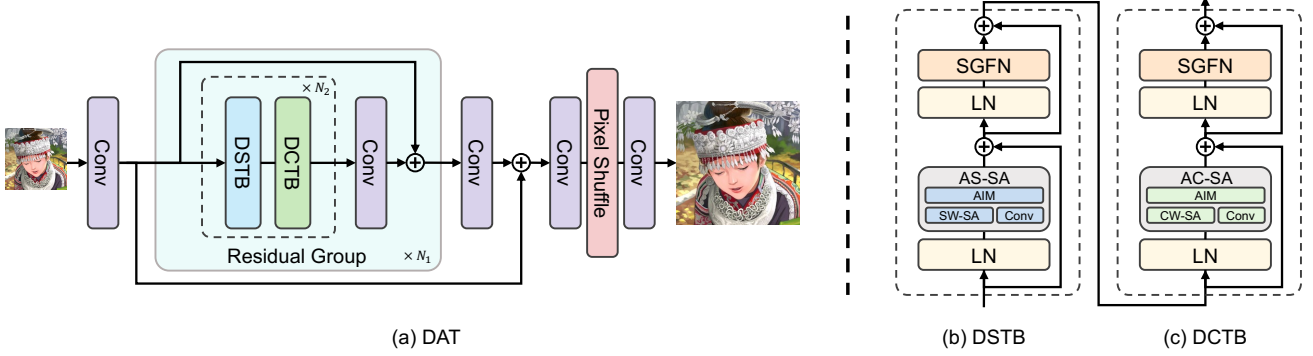 Conv
DSTB
DCTB
× N₂
Conv
Residual Group
× N₁
Conv
Conv
Pixel Shuffle
Conv
(a) DAT
SGFN
LN
AS-SA
AIM
SW-SA
Conv
LN
(b) DSTB
SGFN
LN
AC-SA
AIM
CW-SA
Conv
LN
(c) DCTB